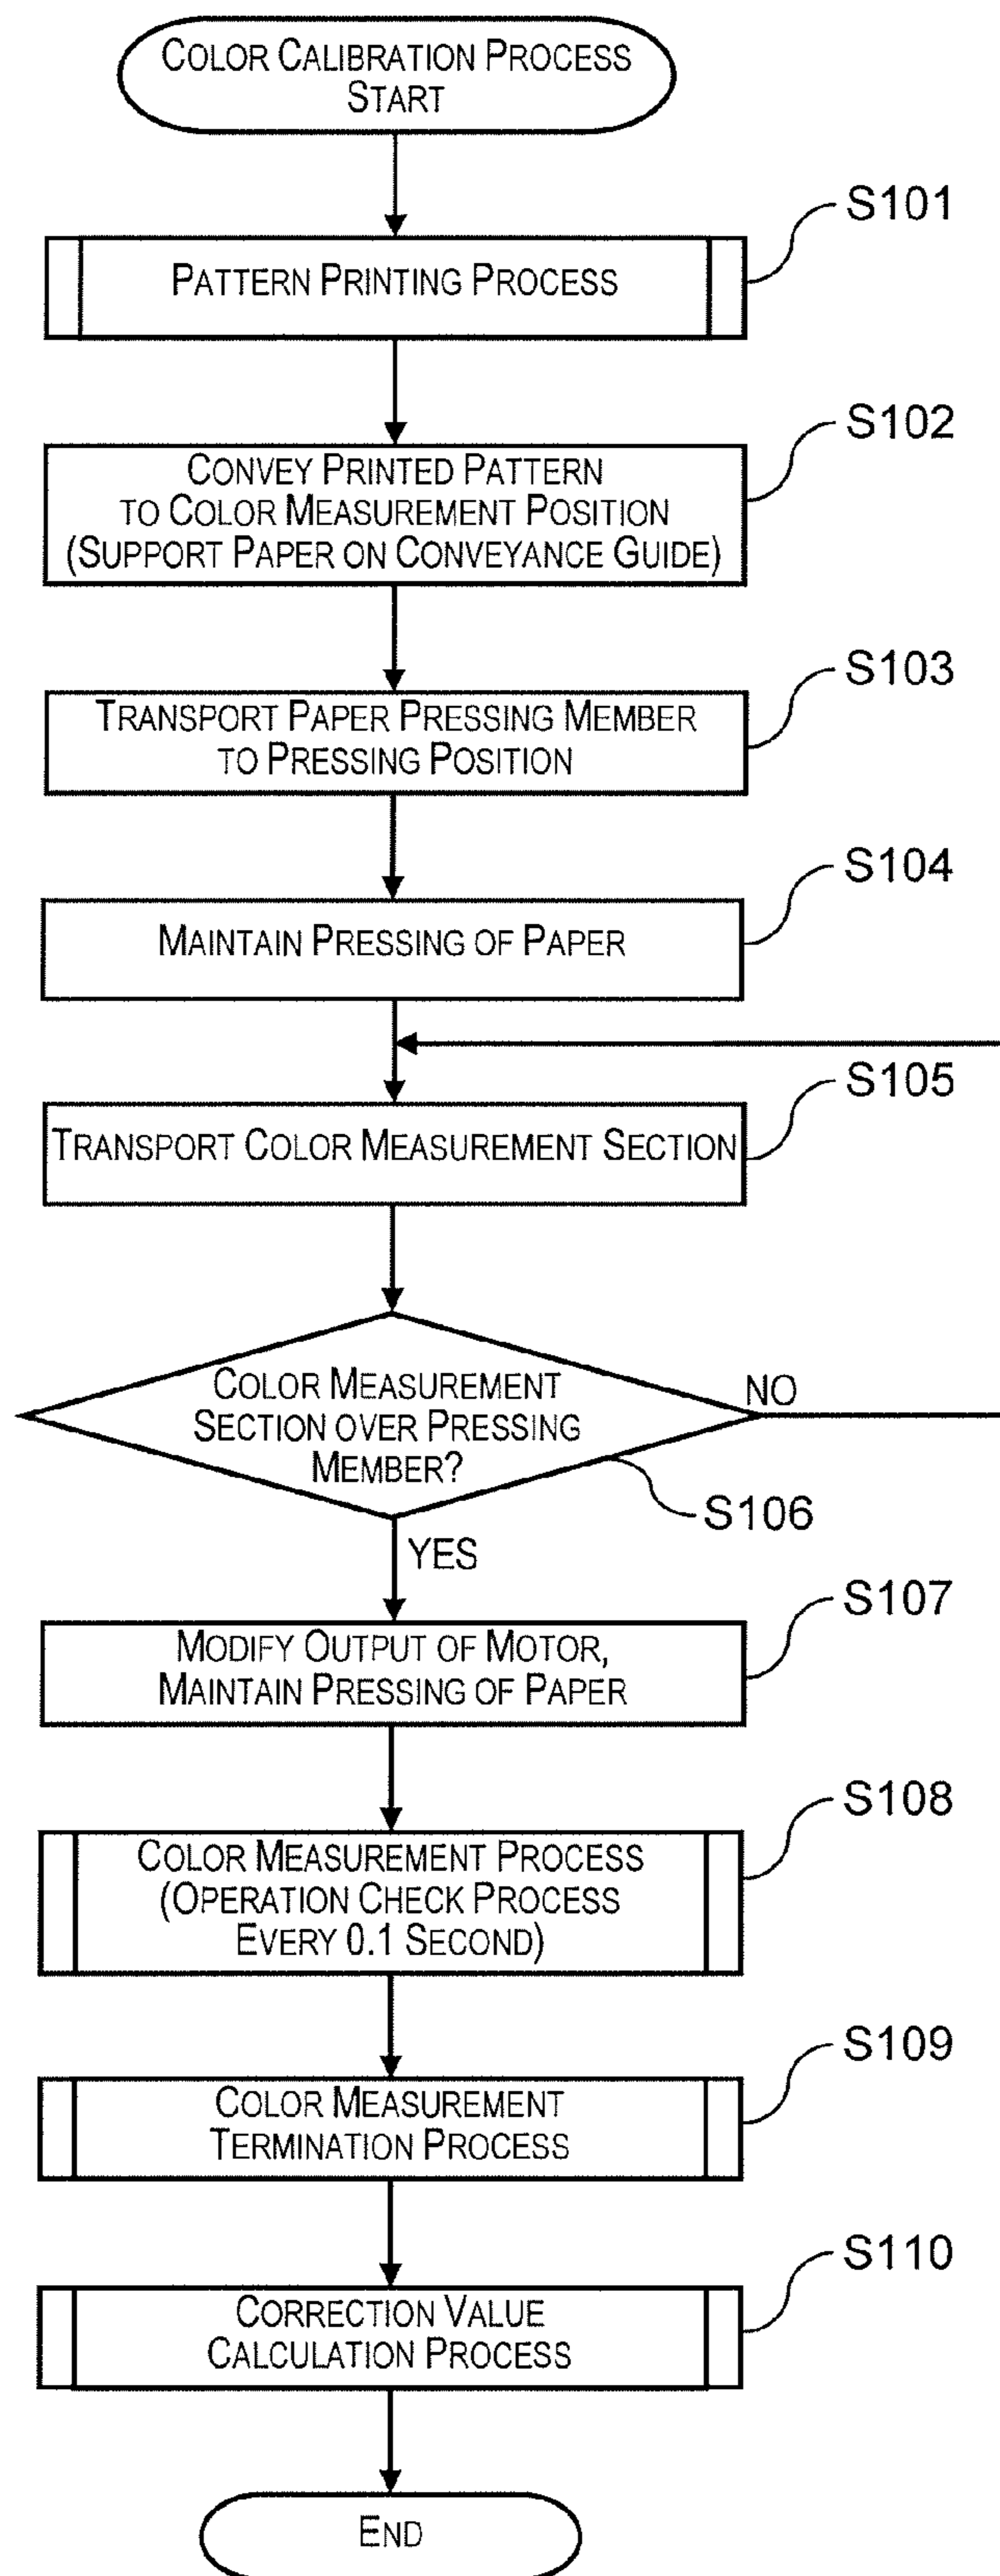 COLOR CALIBRATION PROCESS
START
S101
PATTERN PRINTING PROCESS
S102
CONVEY PRINTED PATTERN
TO COLOR MEASUREMENT POSITION
(SUPPORT PAPER ON CONVEYANCE GUIDE)
S103
TRANSPORT PAPER PRESSING MEMBER
TO PRESSING POSITION
S104
MAINTAIN PRESSING OF PAPER
S105
TRANSPORT COLOR MEASUREMENT SECTION
COLOR MEASUREMENT
SECTION OVER PRESSING
MEMBER?
NO
S106
YES
S107
MODIFY OUTPUT OF MOTOR,
MAINTAIN PRESSING OF PAPER
S108
COLOR MEASUREMENT PROCESS
(OPERATION CHECK PROCESS
EVERY 0.1 SECOND)
S109
COLOR MEASUREMENT
TERMINATION PROCESS
S110
CORRECTION VALUE
CALCULATION PROCESS
END